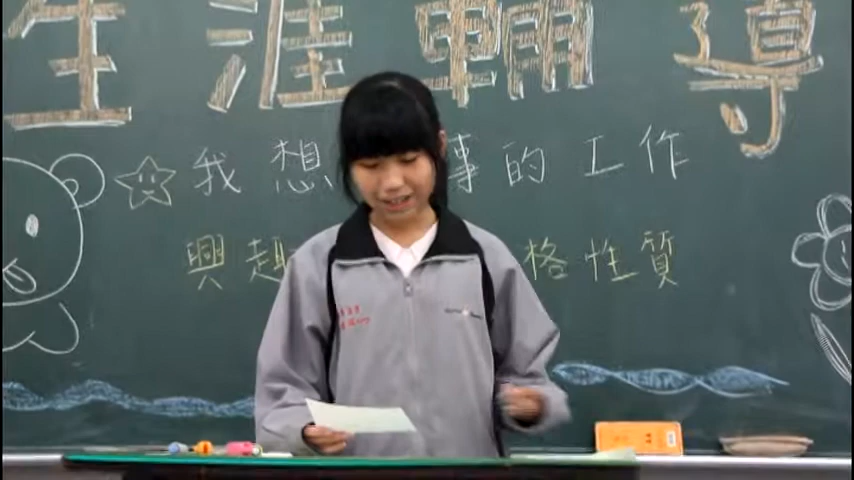 生涯 輔導
我想 事的工作
興趣 格性質